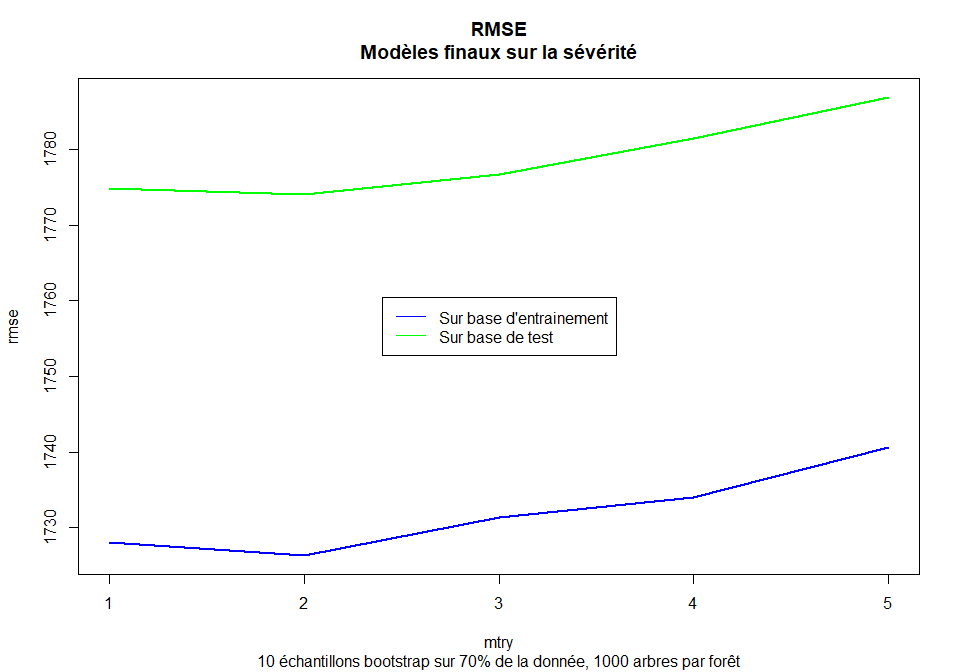 RMSE
Modèles finaux sur la sévérité
rmse
1780
1770
1760
1750
1740
1730
Sur base d'entrainement
Sur base de test
1 2 3 4 5
mtry
10 échantillons bootstrap sur 70% de la donnée, 1000 arbres par forêt